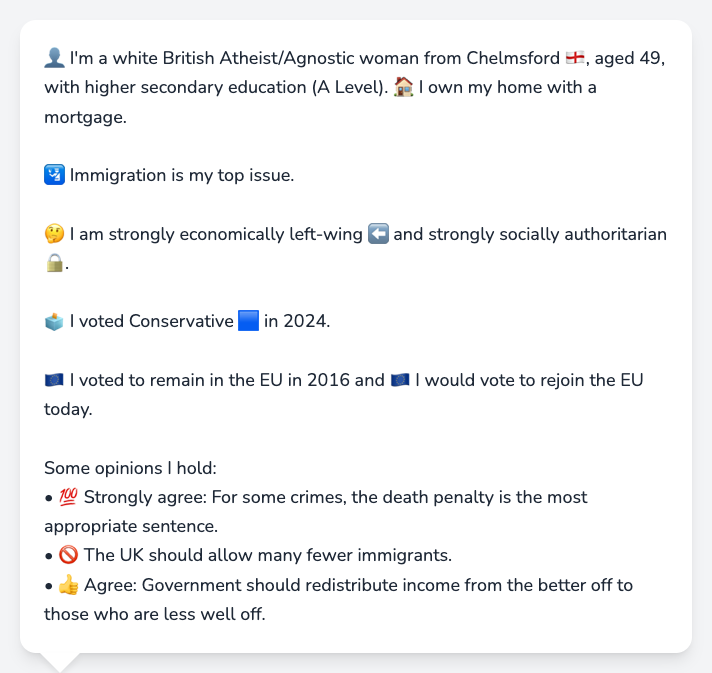 👤 I'm a white British Atheist/Agnostic woman from Chelmsford 🏴󠁧󠁢󠁥󠁮󠁧󠁿, aged 49,
with higher secondary education (A Level). 🏠 I own my home with a
mortgage.
🛂 Immigration is my top issue.
🤔 I am strongly economically left-wing ⬅️ and strongly socially authoritarian
🔒.
🗳️ I voted Conservative 🟦 in 2024.
🇪🇺 I voted to remain in the EU in 2016 and 🇪🇺 I would vote to rejoin the EU
today.
Some opinions I hold:
• 💯 Strongly agree: For some crimes, the death penalty is the most
appropriate sentence.
• 🚫 The UK should allow many fewer immigrants.
• 👍 Agree: Government should redistribute income from the better off to
those who are less well off.